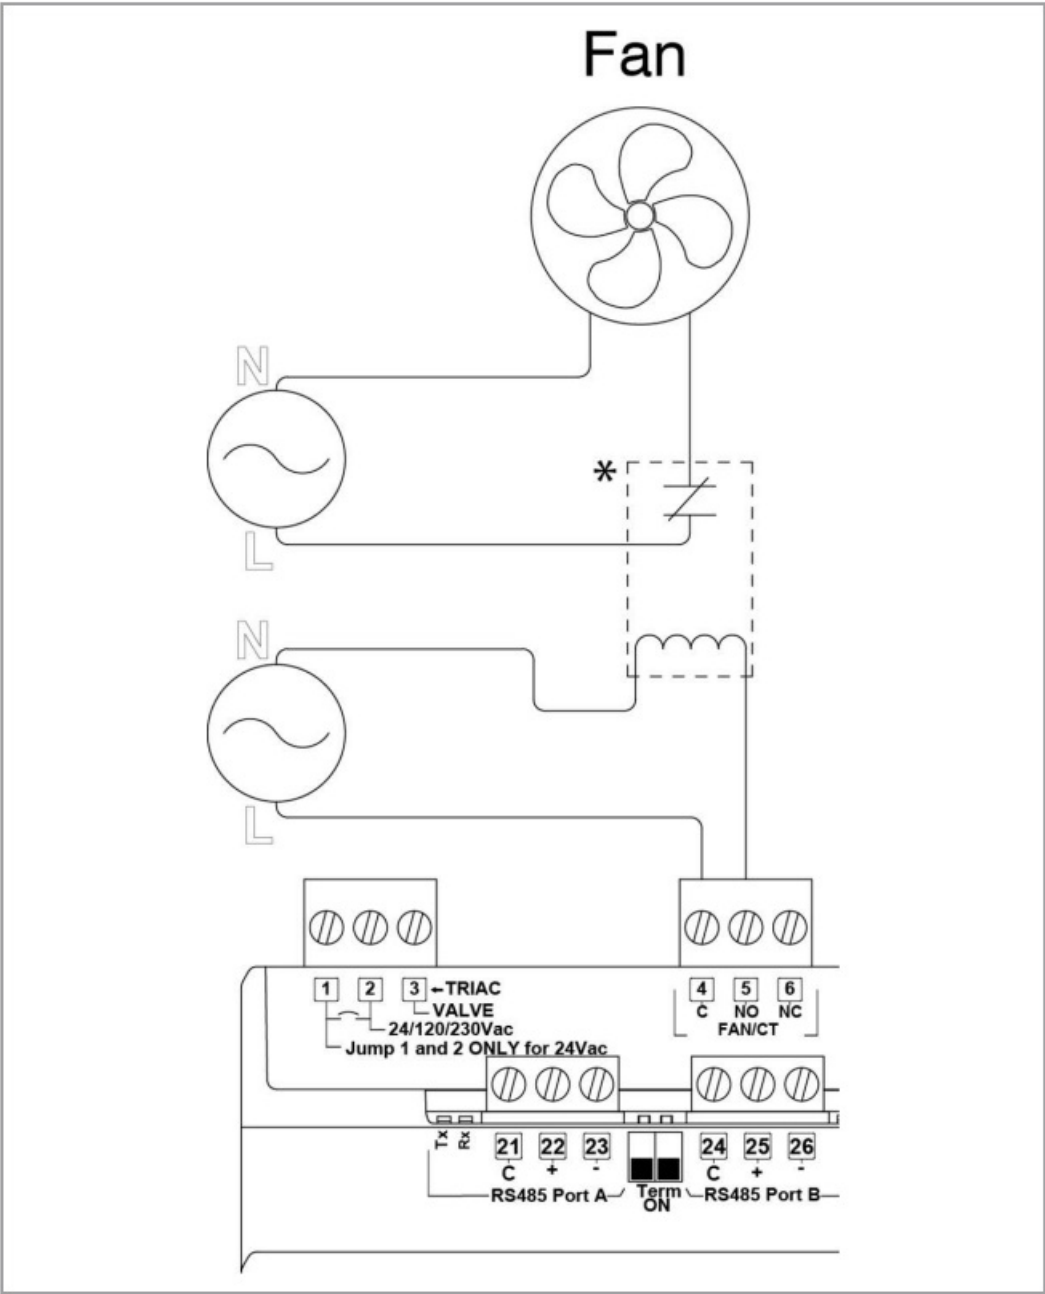 Fan
N
*
L
N
L
1 2 3 ←TRIAC
VALVE
24/120/230Vac
Jump 1 and 2 ONLY for 24Vac
4 5 6
C NO NC
FAN/CT
Tx Rx
21 22 23
C + -
RS485 Port A
Term
ON
24 25 26
C + -
RS485 Port B